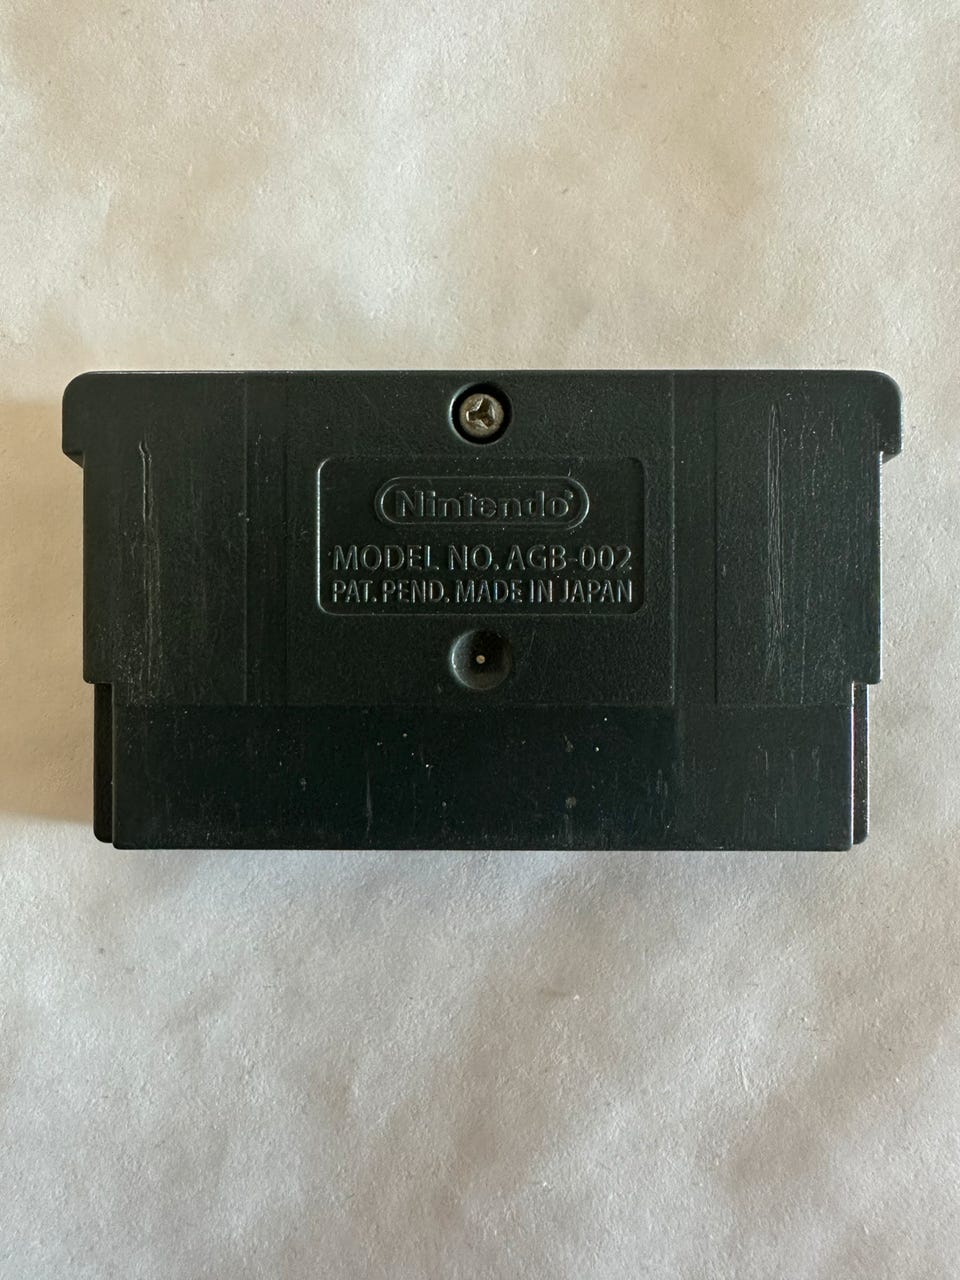 Nintendo
MODEL NO. AGB-002
PAT. PEND. MADE IN JAPAN